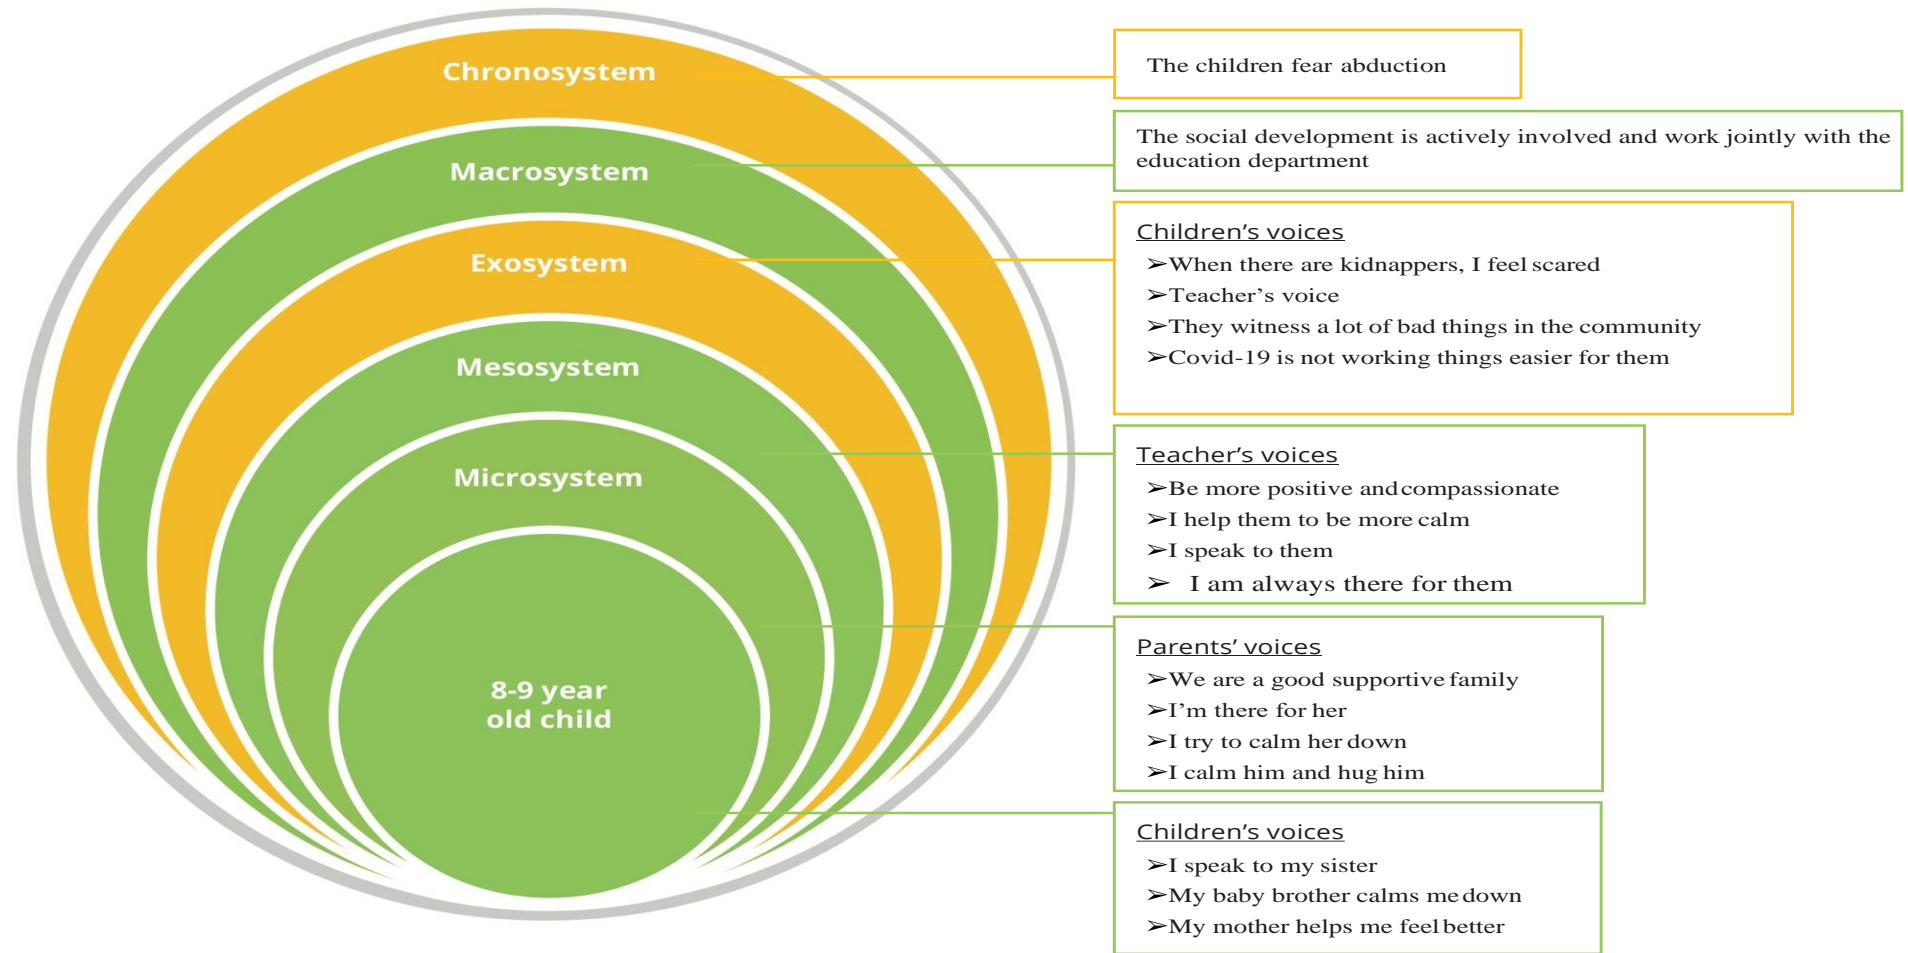 Chronosystem
The children fear abduction
Macrosystem
The social development is actively involved and work jointly with the
education department
Exosystem
Children's voices
➢When there are kidnappers, I feel scared
➢Teacher’s voice
➢They witness a lot of bad things in the community
➢Covid-19 is not working things easier for them
Mesosystem
Teacher’s voices
➢Be more positive and compassionate
➢I help them to be more calm
➢I speak to them
➢ I am always there for them
Microsystem
Parents’ voices
➢We are a good supportive family
➢I’m there for her
➢I try to calm her down
➢I calm him and hug him
8-9 year
old child
Children’s voices
➢I speak to my sister
➢My baby brother calms me down
➢My mother helps me feel better